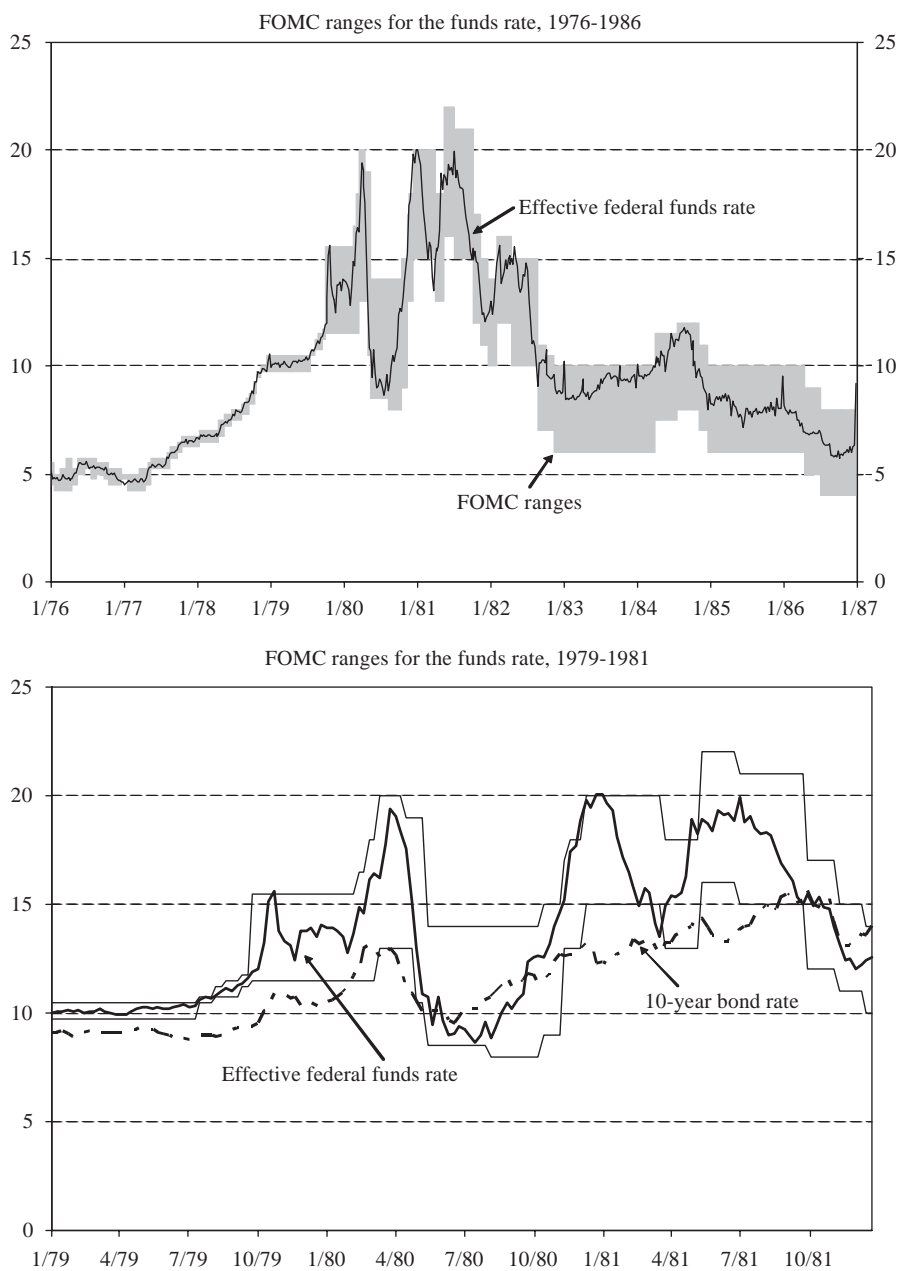 FOMC ranges for the funds rate, 1976-1986
25 25
20 20
Effective federal funds rate
15 15
10 10
5 5
FOMC ranges
0 0
1/76 1/77 1/78 1/79 1/80 1/81 1/82 1/83 1/84 1/85 1/86 1/87
FOMC ranges for the funds rate, 1979-1981
25
20
15
10-year bond rate
10
Effective federal funds rate
5
0
1/79 4/79 7/79 10/79 1/80 4/80 7/80 10/80 1/81 4/81 7/81 10/81